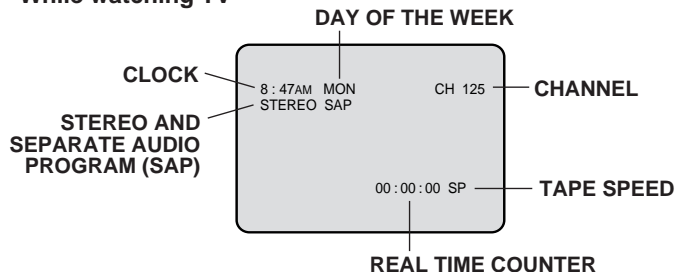 While watching TV
DAY OF THE WEEK
CLOCK
8 : 47AM MON
CH 125
CHANNEL
STEREO SAP
STEREO AND
SEPARATE AUDIO
PROGRAM (SAP)
00 : 00 : 00 SP
TAPE SPEED
REAL TIME COUNTER